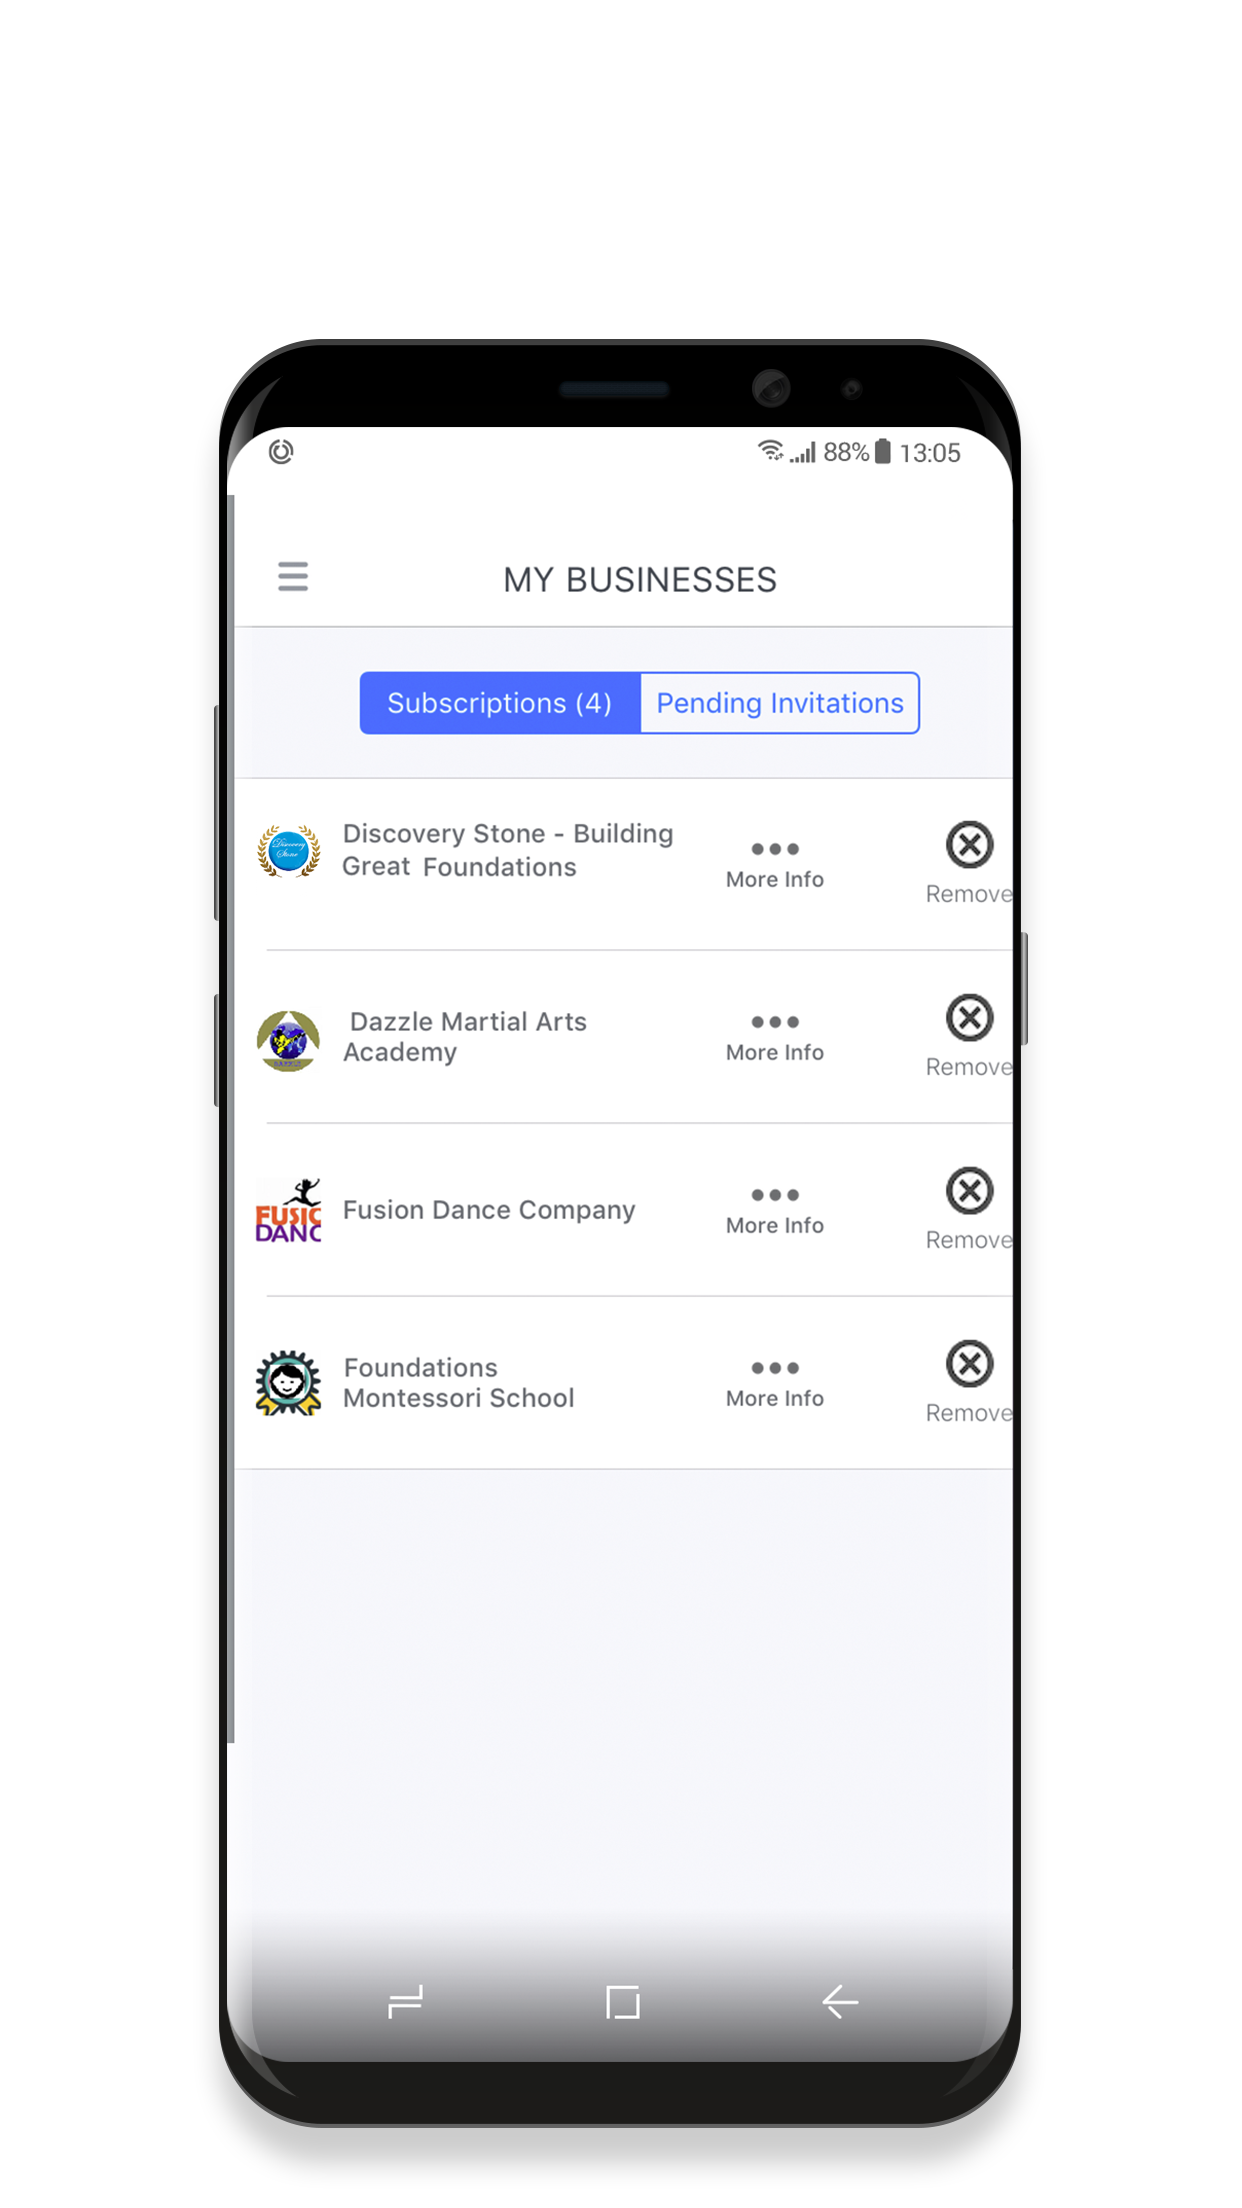 88% 13:05
MY BUSINESSES
Subscriptions (4) Pending Invitations
Discovery Stone - Building
Great Foundations
More Info
Remove
Discovery
Stone
Dazzle Martial Arts
Academy
More Info
Remove
FUSIC
DANC
Fusion Dance Company
More Info
Remove
Foundations
Montessori School
More Info
Remove